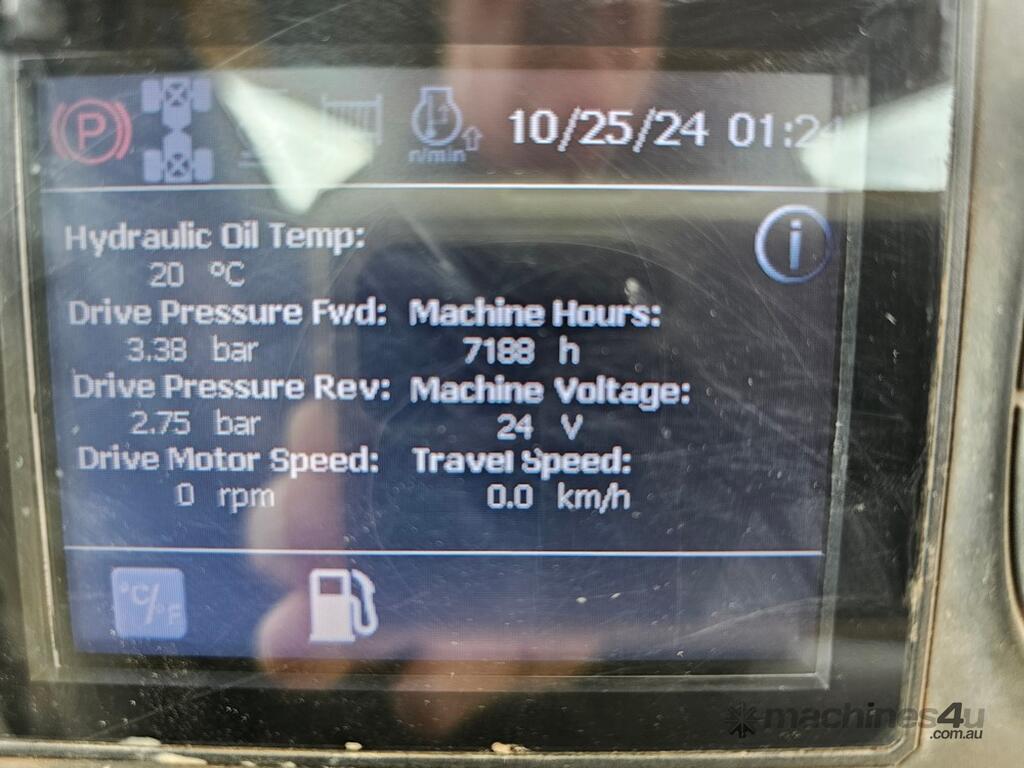 P
10/25/24 01:24
n/min
Hydraulic Oil Temp:
20 °C
Drive Pressure Fwd: Machine Hours:
3.38 bar 7188 h
Drive Pressure Rev: Machine Voltage:
2.75 bar 24 V
Drive Motor Speed: Travel Speed:
0 rpm 0.0 km/h
°C/°F
machines4u
.com.au